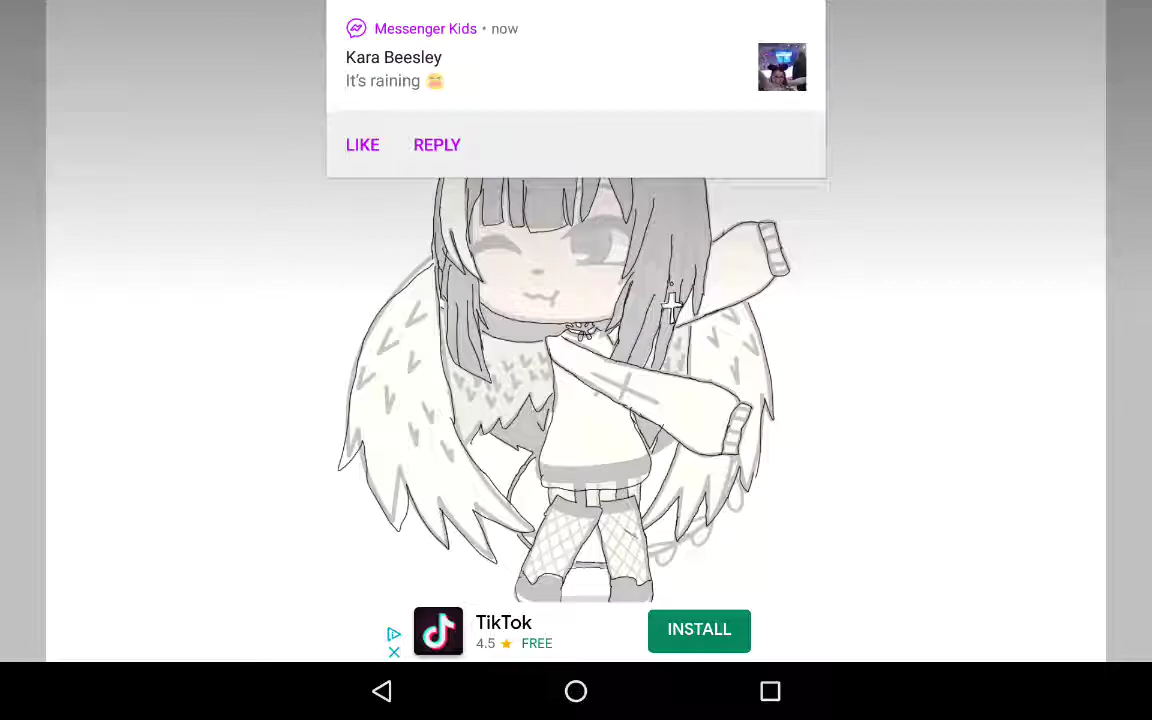 Messenger Kids • now
Kara Beesley
It's raining 😫
LIKE REPLY
TikTok
4.5 ★ FREE
INSTALL